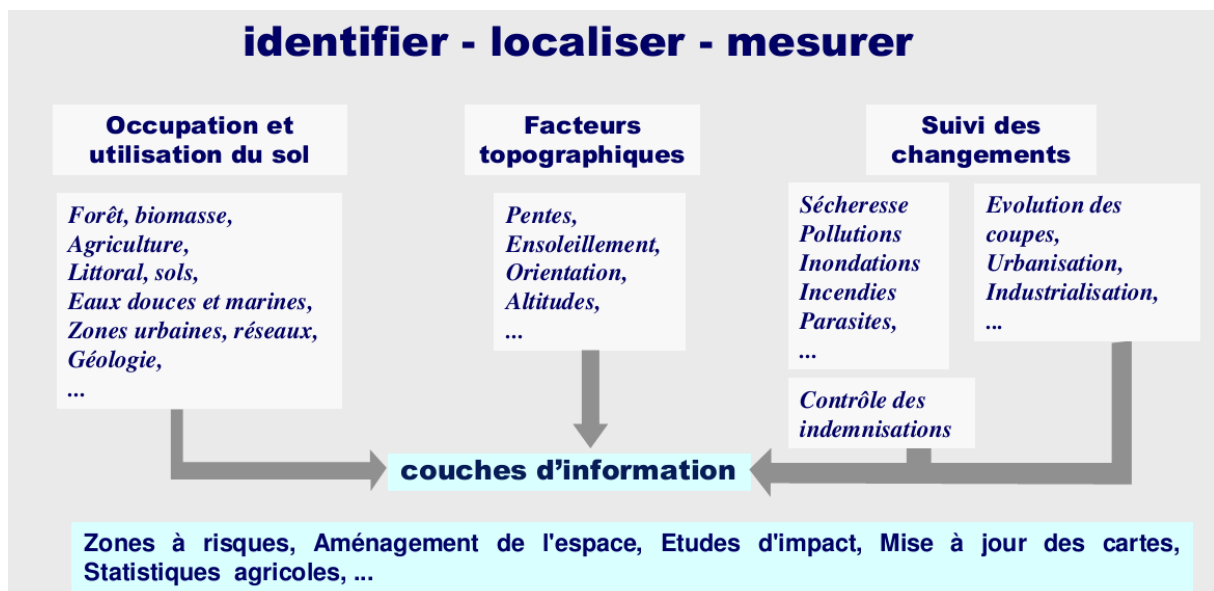 identifier - localiser - mesurer
Occupation et
utilisation du sol
Forêt, biomasse,
Agriculture,
Littoral, sols,
Eaux douces et marines,
Zones urbaines, réseaux,
Géologie,
...
Facteurs
topographiques
Pentes,
Ensoleillement,
Orientation,
Altitudes,
...
Suivi des
changements
Sécheresse
Pollutions
Inondations
Incendies
Parasites,
...
Contrôle des
indemnisations
Evolution des
coupes,
Urbanisation,
Industrialisation,
...
couches d’information
Zones à risques, Aménagement de l'espace, Etudes d'impact, Mise à jour des cartes,
Statistiques agricoles, ...